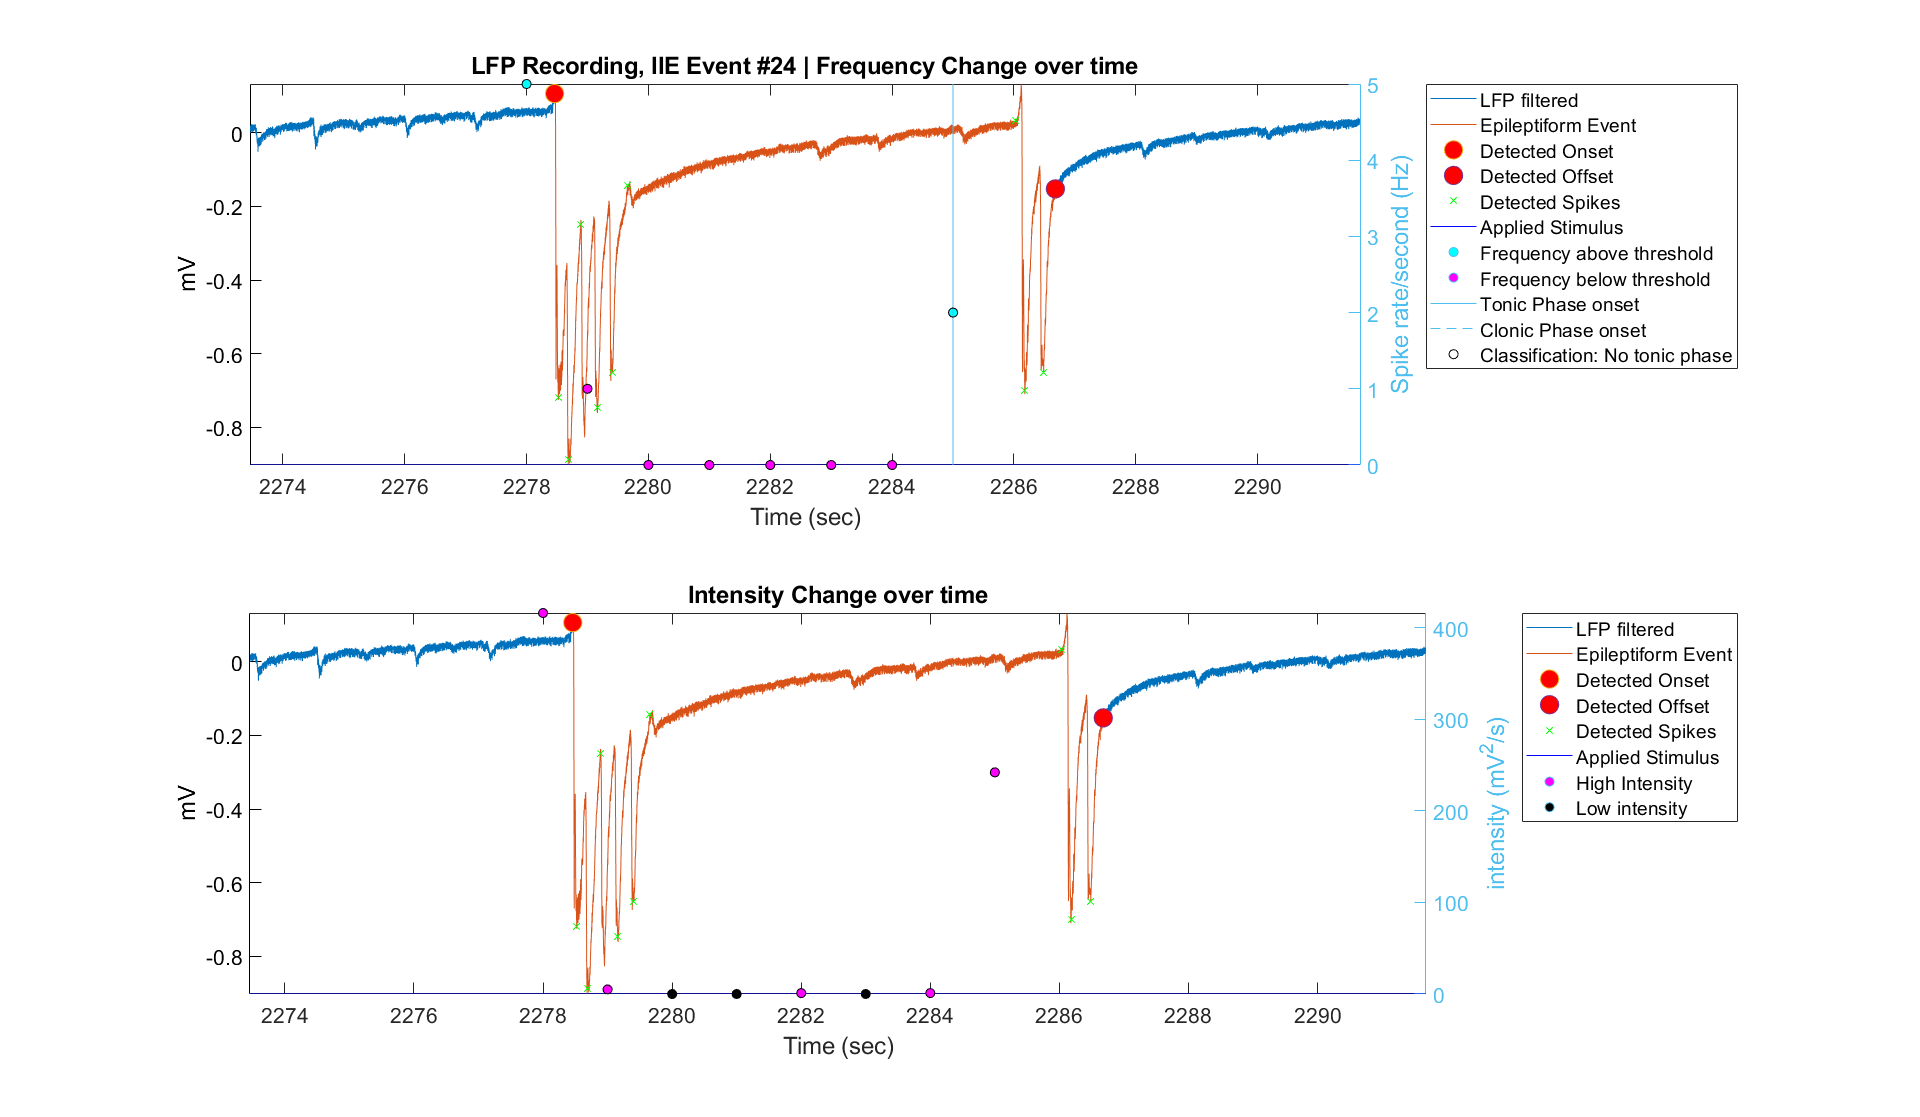 LFP Recording, IIE Event #24 | Frequency Change over time
0
-0.2
-0.4
-0.6
-0.8
mV
2274 2276 2278 2280 2282 2284 2286 2288 2290
Time (sec)
5
4
3
2
1
0
Spike rate/second (Hz)
LFP filtered
Epileptiform Event
Detected Onset
Detected Offset
Detected Spikes
Applied Stimulus
Frequency above threshold
Frequency below threshold
Tonic Phase onset
Clonic Phase onset
Classification: No tonic phase
Intensity Change over time
0
-0.2
-0.4
-0.6
-0.8
mV
2274 2276 2278 2280 2282 2284 2286 2288 2290
Time (sec)
400
300
200
100
0
intensity (mV²/s)
LFP filtered
Epileptiform Event
Detected Onset
Detected Offset
Detected Spikes
Applied Stimulus
High Intensity
Low intensity